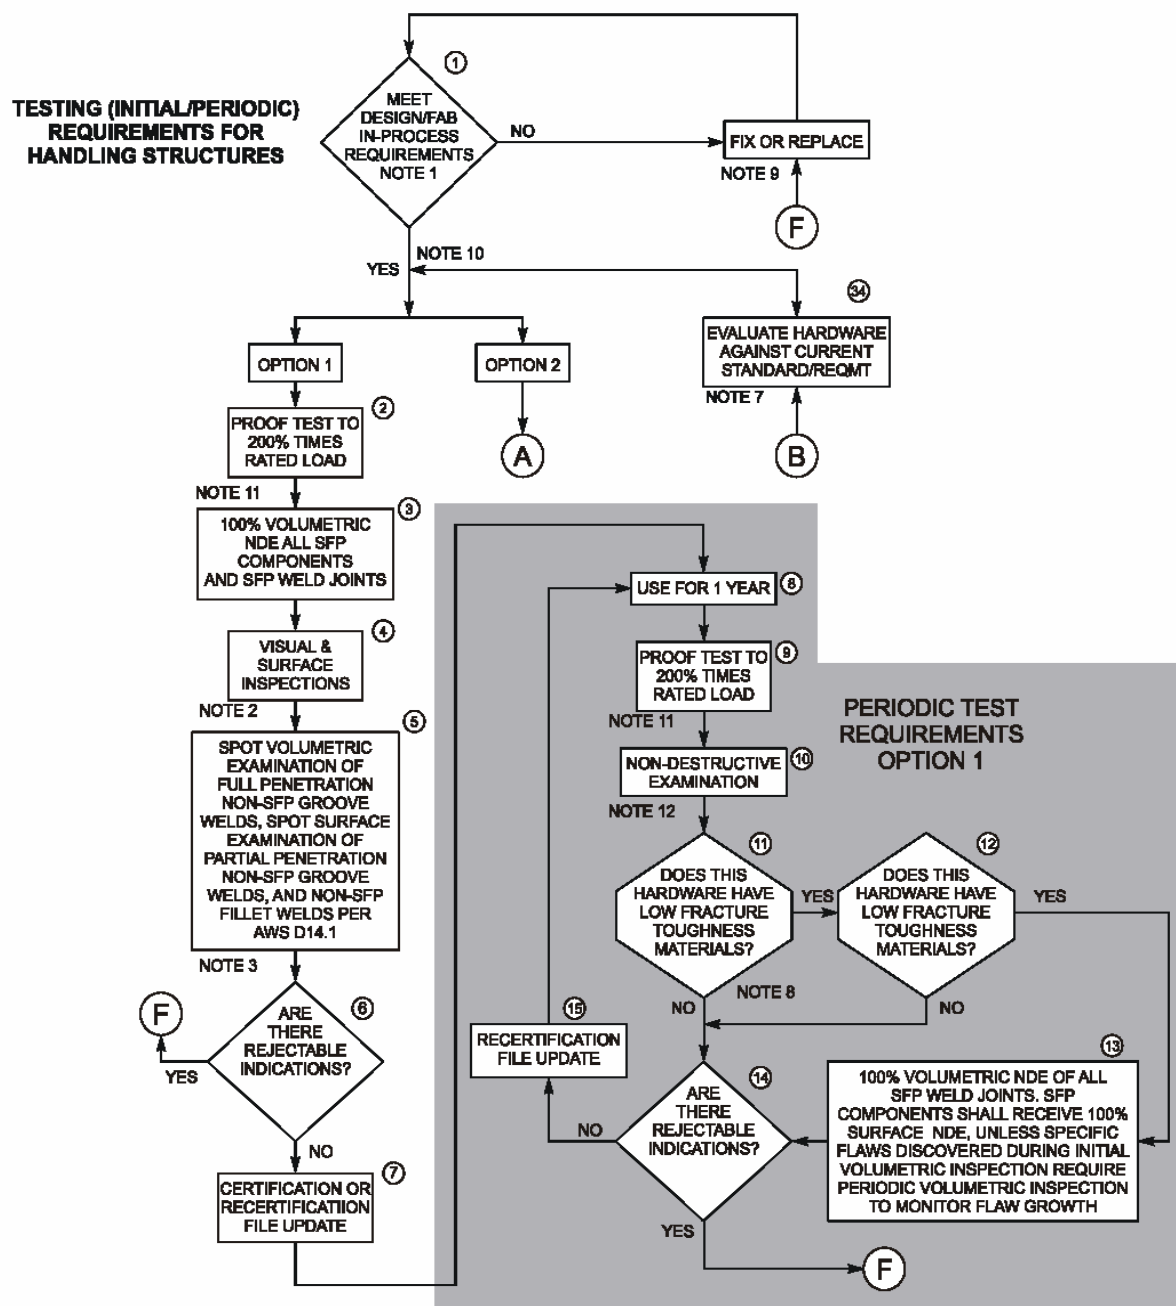 TESTING (INITIAL/PERIODIC)
REQUIREMENTS FOR
HANDLING STRUCTURES
1
MEET
DESIGN/FAB
IN-PROCESS
REQUIREMENTS
NOTE 1
NO
FIX OR REPLACE
NOTE 9
F
NOTE 10
YES
34
EVALUATE HARDWARE
AGAINST CURRENT
STANDARD/REQMT
NOTE 7
B
OPTION 1
OPTION 2
A
2
PROOF TEST TO
200% TIMES
RATED LOAD
NOTE 11
3
100% VOLUMETRIC
NDE ALL SFP
COMPONENTS
AND SFP WELD JOINTS
4
VISUAL &
SURFACE
INSPECTIONS
NOTE 2
5
SPOT VOLUMETRIC
EXAMINATION OF
FULL PENETRATION
NON-SFP GROOVE
WELDS, SPOT SURFACE
EXAMINATION OF
PARTIAL PENETRATION
NON-SFP GROOVE
WELDS, AND NON-SFP
FILLET WELDS PER
AWS D14.1
NOTE 3
6
ARE
THERE
REJECTABLE
INDICATIONS?
F
YES
NO
7
CERTIFICATION OR
RECERTIFICATIION
FILE UPDATE
PERIODIC TEST
REQUIREMENTS
OPTION 1
USE FOR 1 YEAR
8
PROOF TEST TO
200% TIMES
RATED LOAD
9
NOTE 11
NON-DESTRUCTIVE
EXAMINATION
10
NOTE 12
11
DOES THIS
HARDWARE HAVE
LOW FRACTURE
TOUGHNESS
MATERIALS?
YES
NO
NOTE 8
12
DOES THIS
HARDWARE HAVE
LOW FRACTURE
TOUGHNESS
MATERIALS?
YES
NO
13
100% VOLUMETRIC NDE OF ALL
SFP WELD JOINTS. SFP
COMPONENTS SHALL RECEIVE 100%
SURFACE NDE, UNLESS SPECIFIC
FLAWS DISCOVERED DURING INITIAL
VOLUMETRIC INSPECTION REQUIRE
PERIODIC VOLUMETRIC INSPECTION
TO MONITOR FLAW GROWTH
14
ARE
THERE
REJECTABLE
INDICATIONS?
NO
15
RECERTIFICATION
FILE UPDATE
YES
F